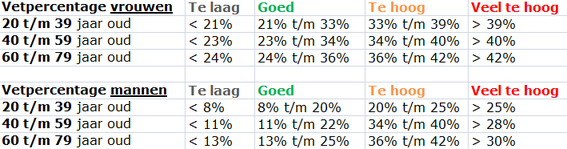 Vetpercentage vrouwen Te laag Goed Te hoog Veel te hoog
20 t/m 39 jaar oud < 21% 21% t/m 33% 33% t/m 39% > 39%
40 t/m 59 jaar oud < 23% 23% t/m 34% 34% t/m 40% > 40%
60 t/m 79 jaar oud < 24% 24% t/m 36% 36% t/m 42% > 42%
Vetpercentage mannen Te laag Goed Te hoog Veel te hoog
20 t/m 39 jaar oud < 8% 8% t/m 20% 20% t/m 25% > 25%
40 t/m 59 jaar oud < 11% 11% t/m 22% 34% t/m 40% > 28%
60 t/m 79 jaar oud < 13% 13% t/m 25% 36% t/m 42% > 30%